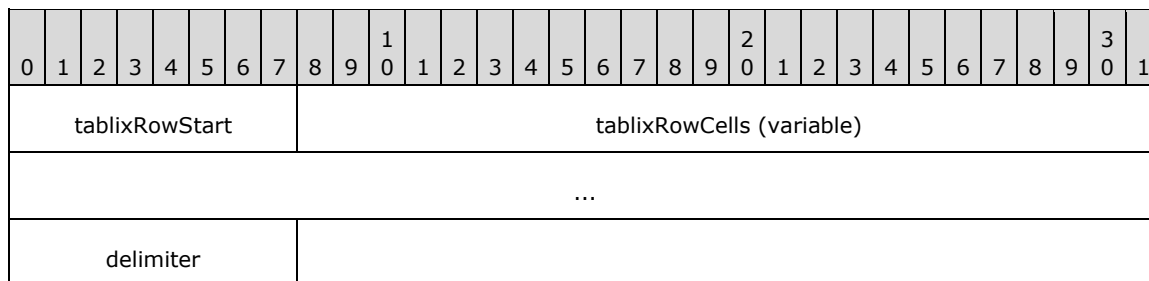 1 2 3
0 1 2 3 4 5 6 7 8 9 0 1 2 3 4 5 6 7 8 9 0 1 2 3 4 5 6 7 8 9 0 1
tablixRowStart tablixRowCells (variable)
...
delimiter